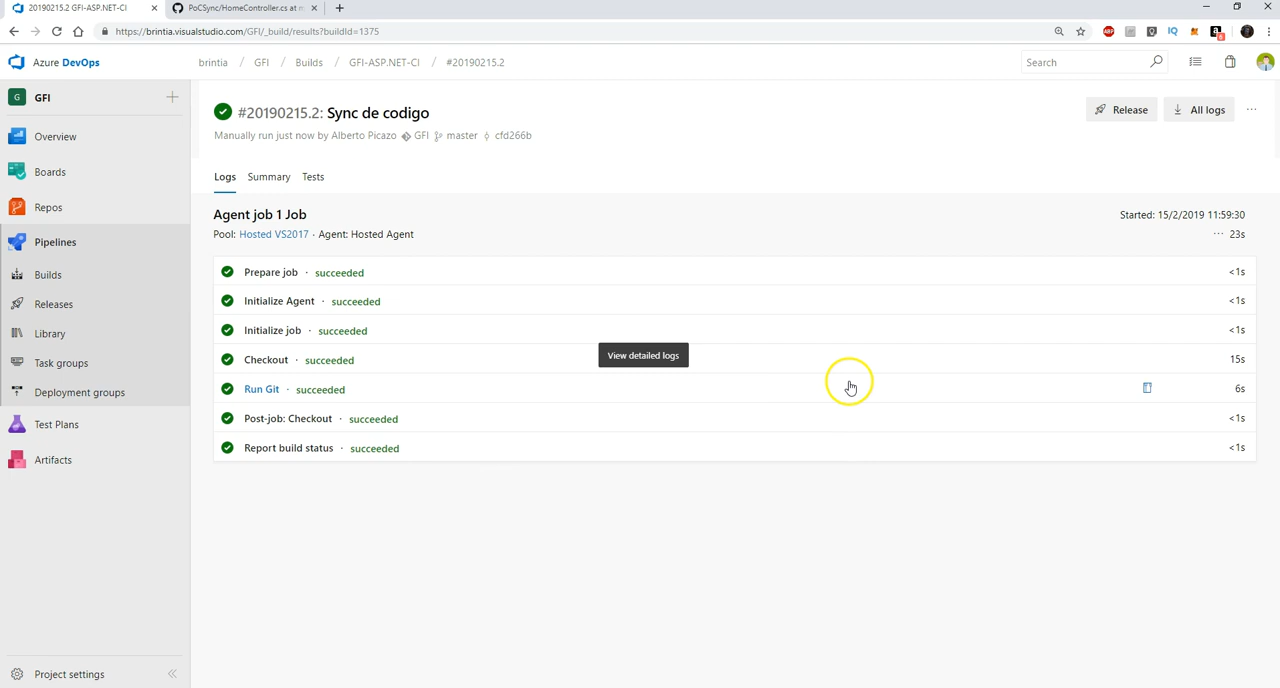 20190215.2 GFI-ASP.NET-CI
PoCSync/HomeController.cs at m
https://brintia.visualstudio.com/GFI/_build/results?buildId=1375
ABP
IQ
a
6
Azure DevOps
brintia / GFI / Builds / GFI-ASP.NET-CI / #20190215.2
Search
G GFI
#20190215.2: Sync de codigo
Release
All logs
Manually run just now by Alberto Picazo GFI master cfd266b
Overview
Boards
Repos
Pipelines
Builds
Releases
Library
Task groups
Deployment groups
Test Plans
Artifacts
Project settings
Logs Summary Tests
Agent job 1 Job
Started: 15/2/2019 11:59:30
Pool: Hosted VS2017 · Agent: Hosted Agent
··· 23s
Prepare job · succeeded <1s
Initialize Agent · succeeded <1s
Initialize job · succeeded <1s
View detailed logs
Checkout · succeeded 15s
Run Git · succeeded 6s
Post-job: Checkout · succeeded <1s
Report build status · succeeded <1s